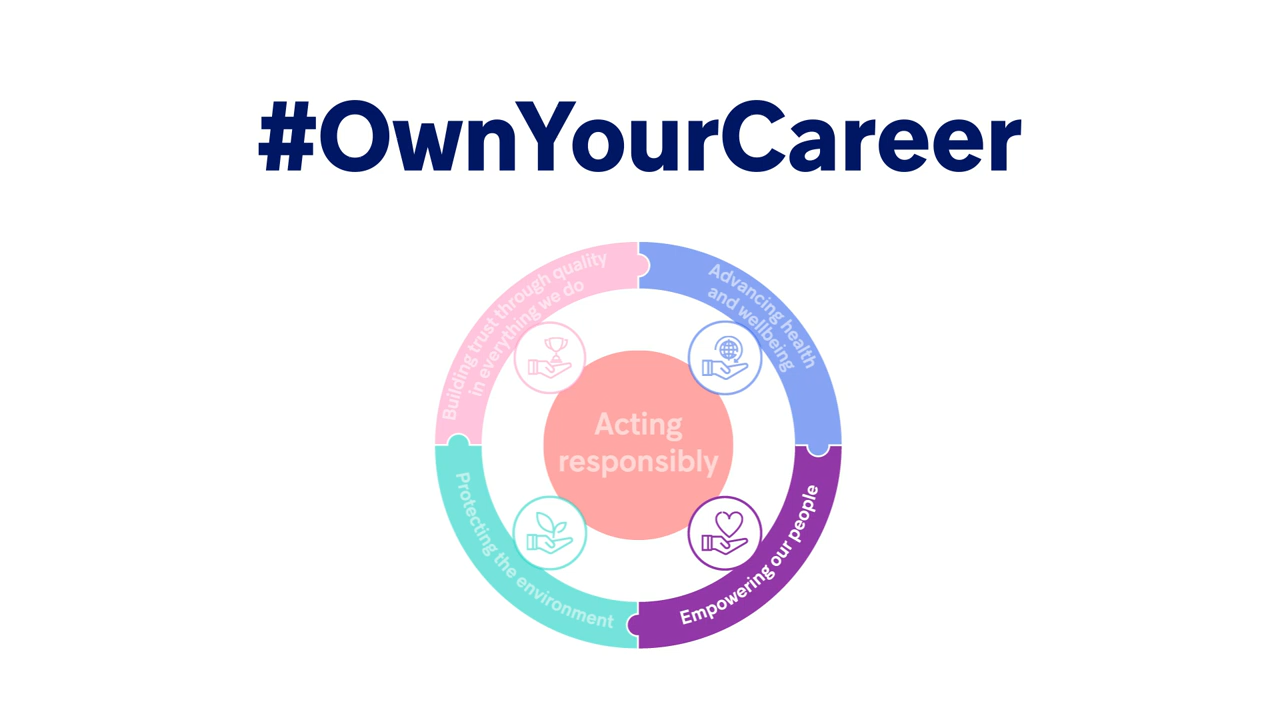 #OwnYourCareer
Building trust through quality
in everything we do
Advancing health
and wellbeing
Acting
responsibly
Protecting the environment
Empowering our people